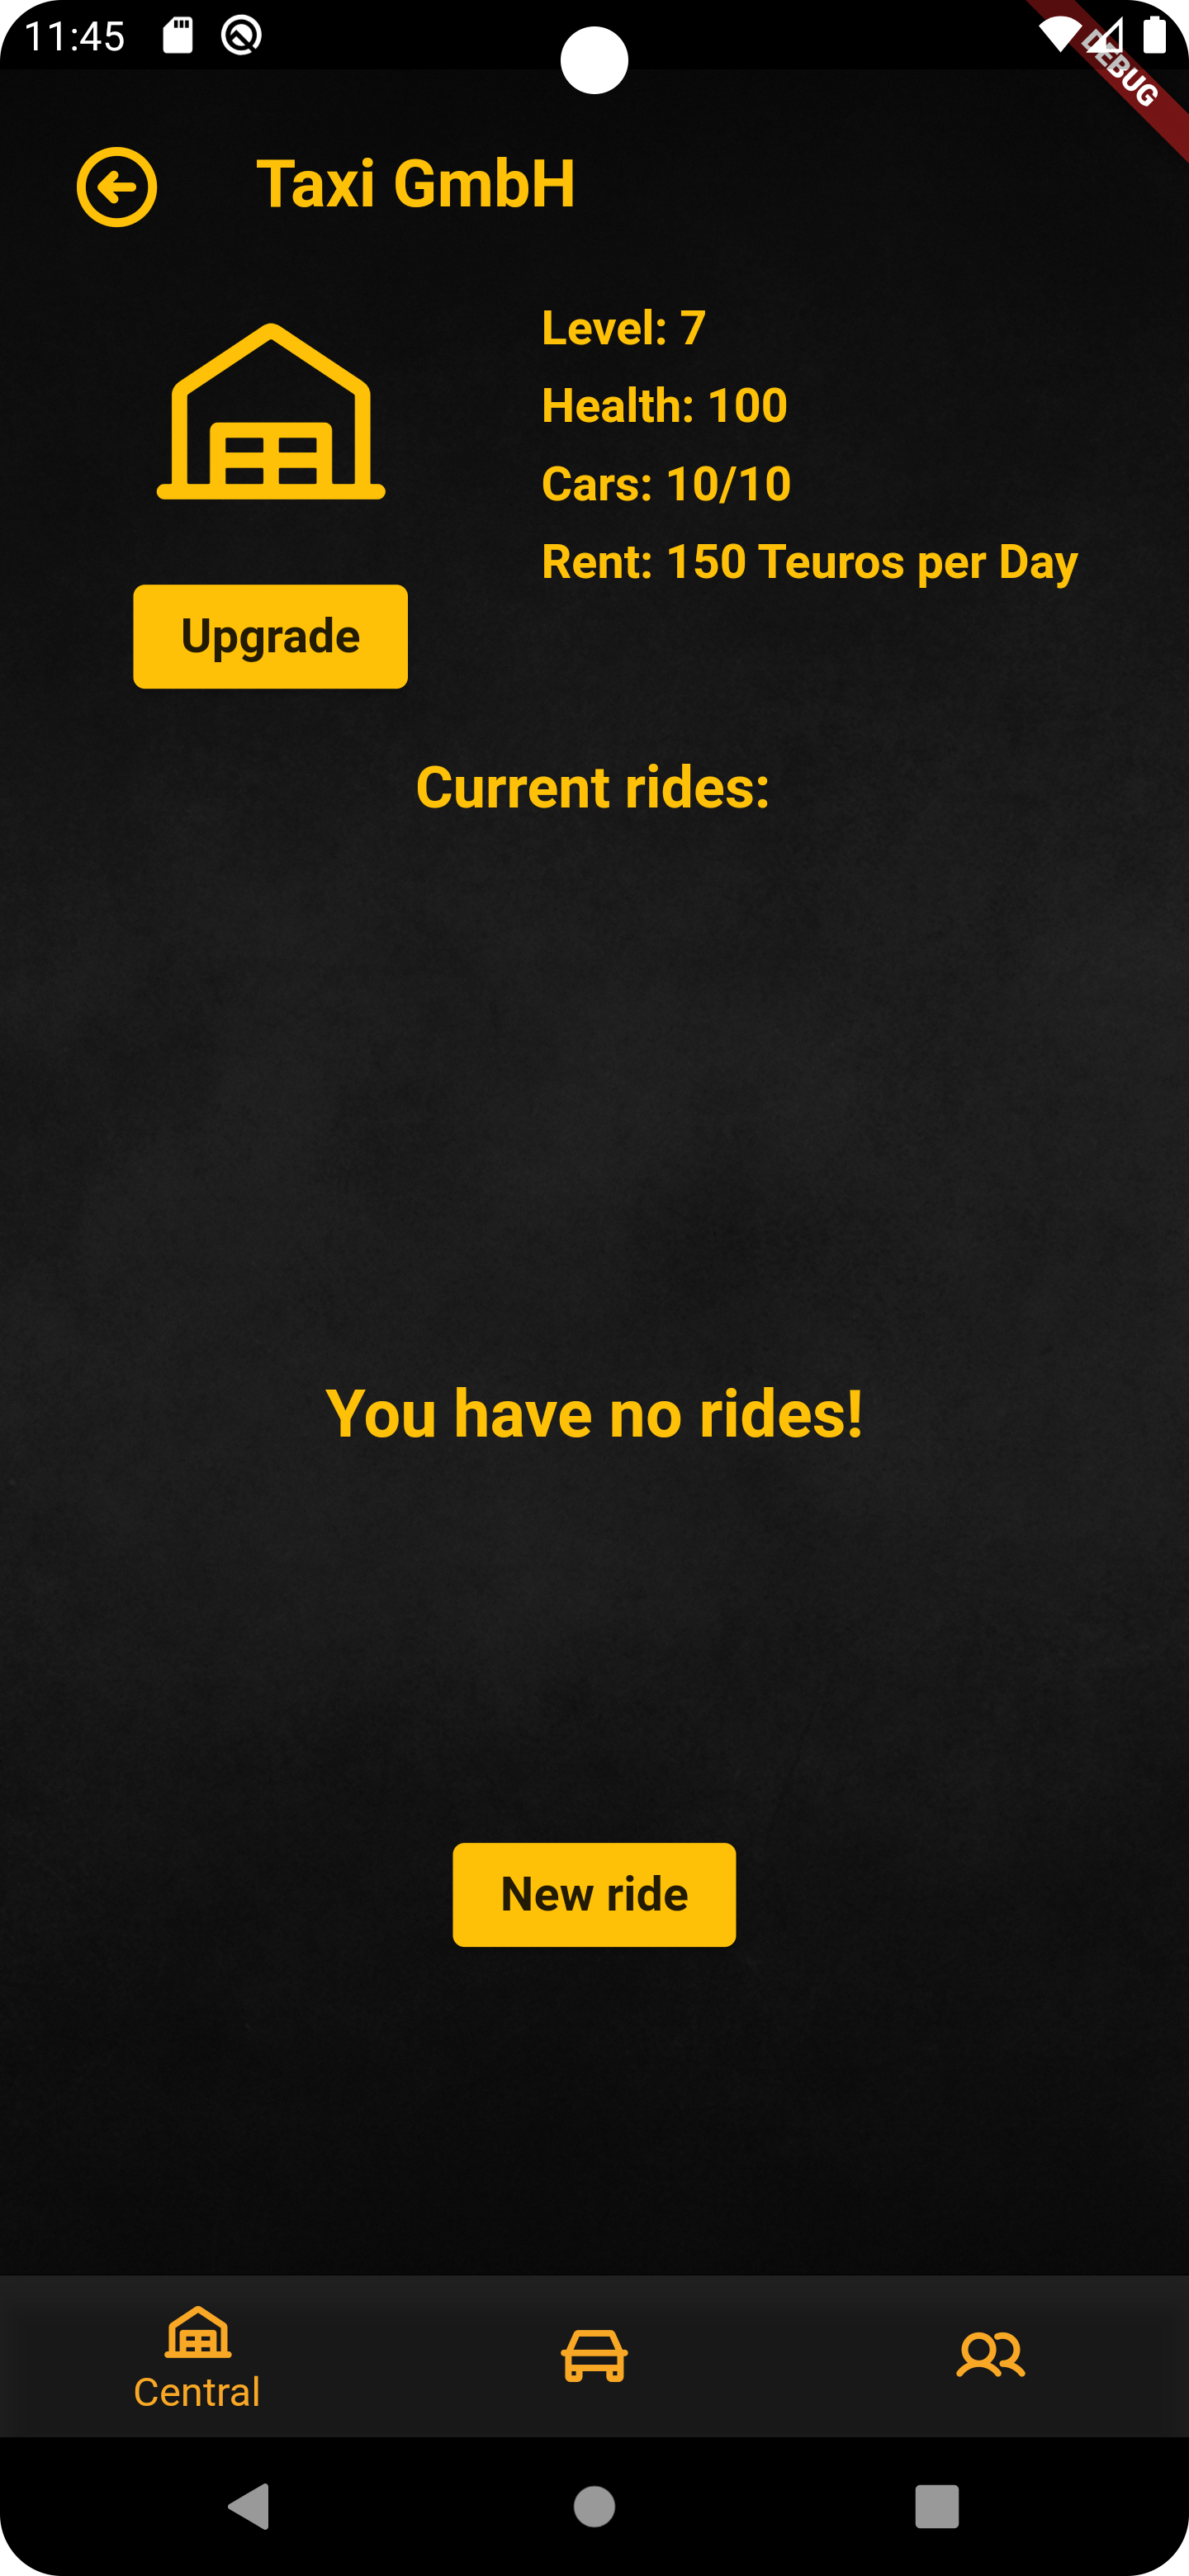 11:45
DEBUG
Taxi GmbH
Level: 7
Health: 100
Cars: 10/10
Rent: 150 Teuros per Day
Upgrade
Current rides:
You have no rides!
New ride
Central